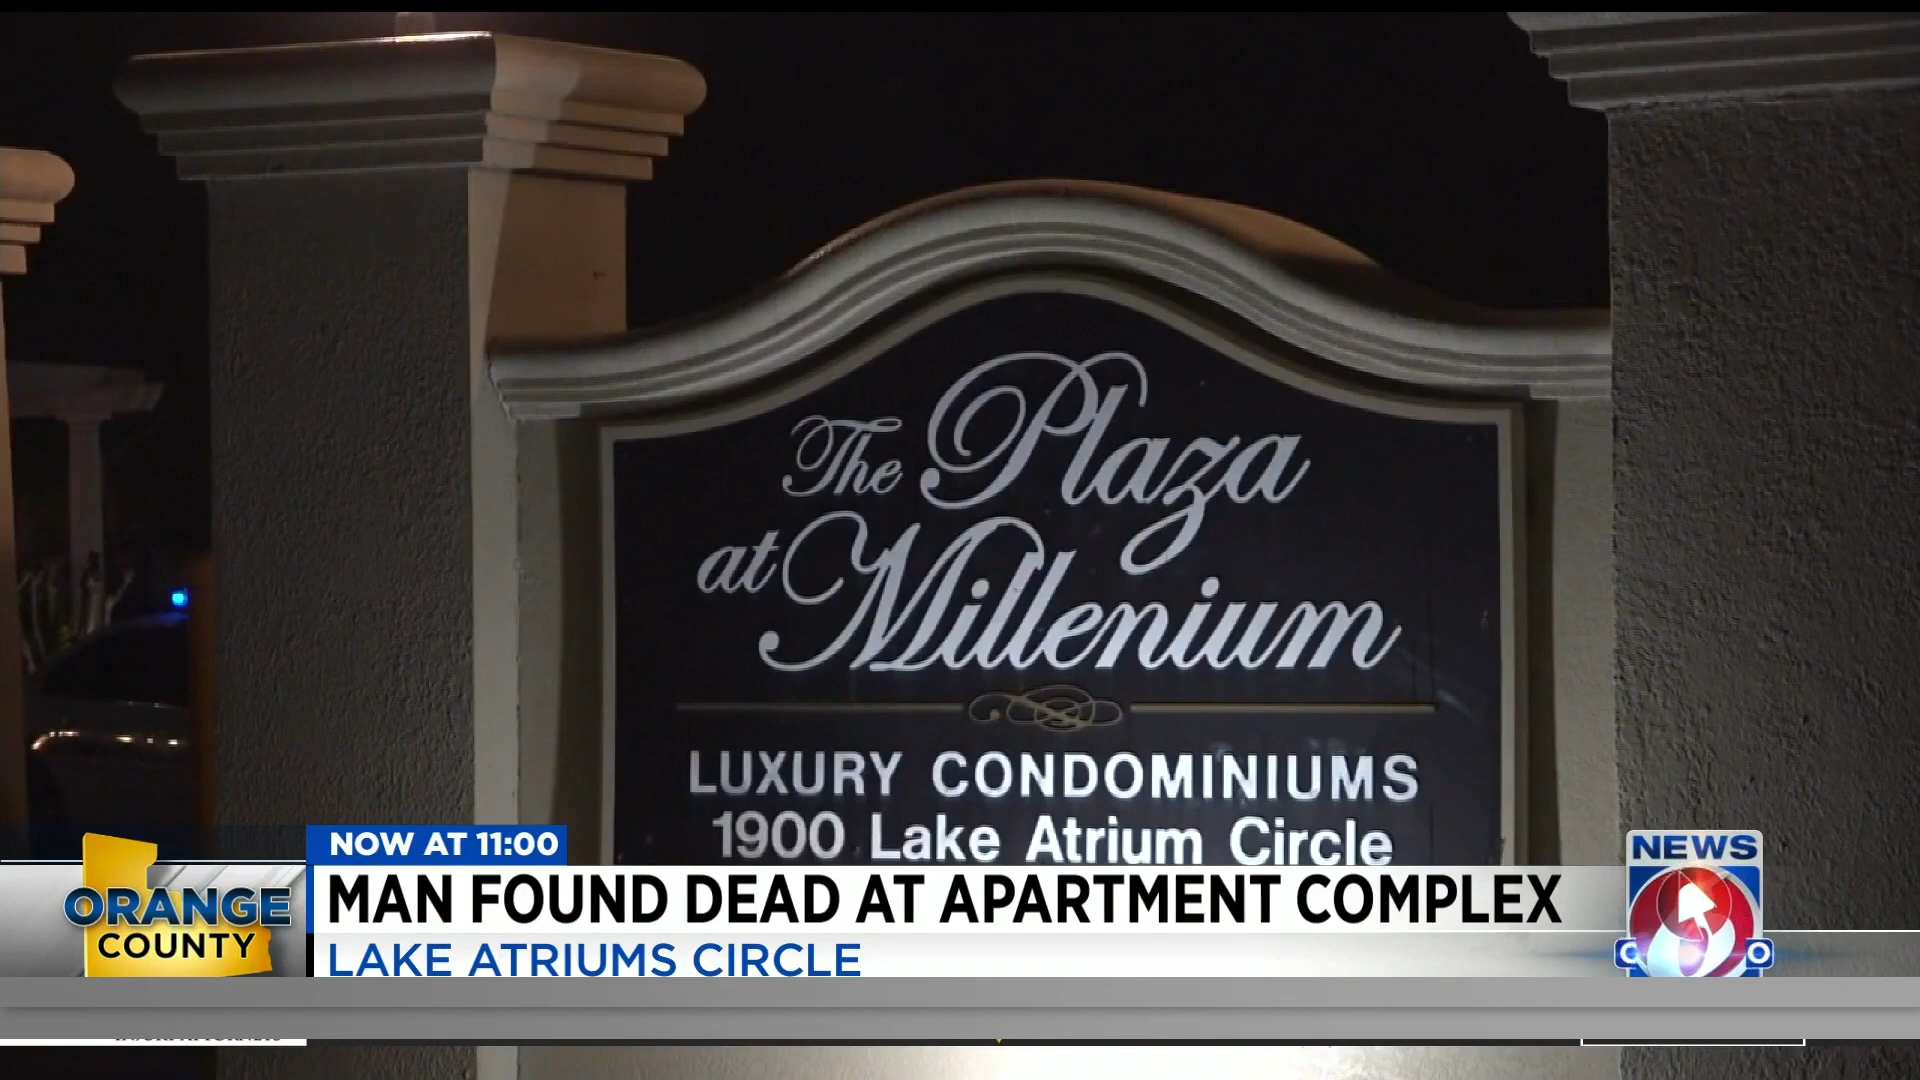 The Plaza
at Millenium
LUXURY CONDOMINIUMS
1900 Lake Atrium Circle
NOW AT 11:00
MAN FOUND DEAD AT APARTMENT COMPLEX
LAKE ATRIUMS CIRCLE
ORANGE
COUNTY
NEWS
6